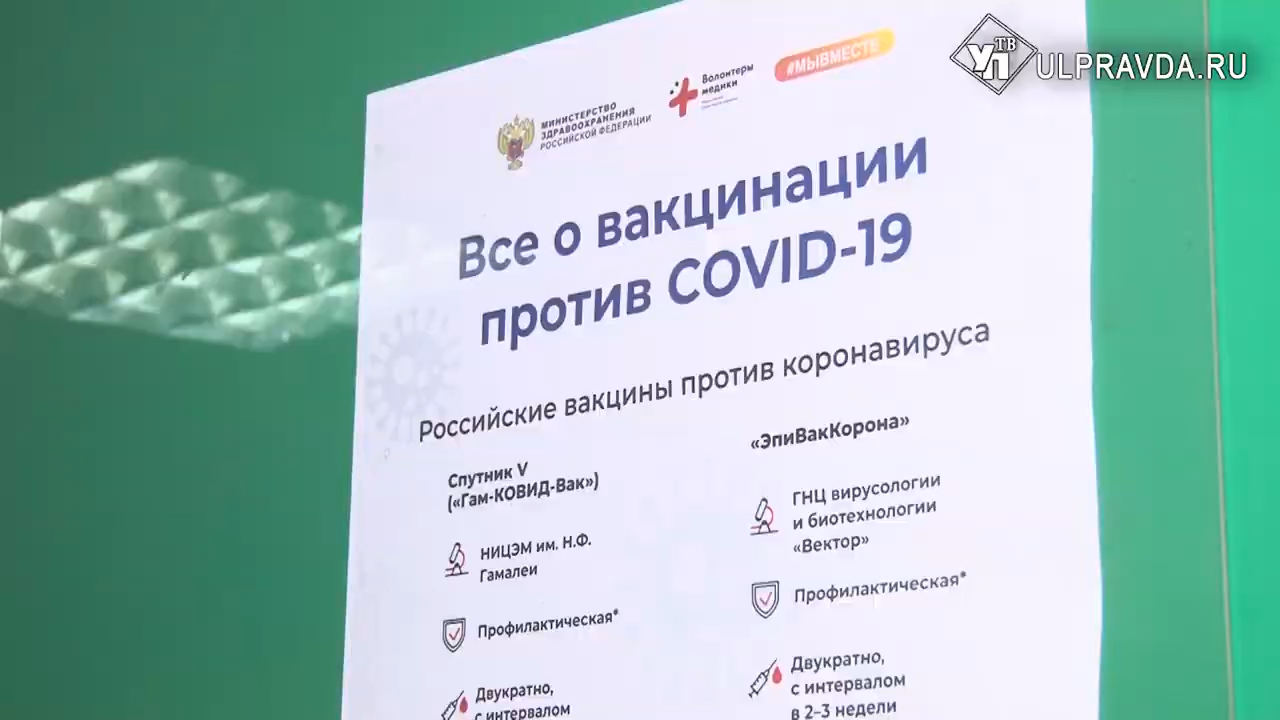 УП ТВ ULPRAVDA.RU
МИНИСТЕРСТВО
ЗДРАВООХРАНЕНИЯ
РОССИЙСКОЙ ФЕДЕРАЦИИ
Волонтеры
медики
#МЫВМЕСТЕ
Все о вакцинации
против COVID-19
Российские вакцины против коронавируса
Спутник V
(«Гам-КОВИД-Вак»)
НИЦЭМ им. Н.Ф.
Гамалеи
Профилактическая*
Двукратно,
с интервалом
«ЭпиВакКорона»
ГНЦ вирусологии
и биотехнологии
«Вектор»
Профилактическая*
Двукратно,
с интервалом
в 2–3 недели